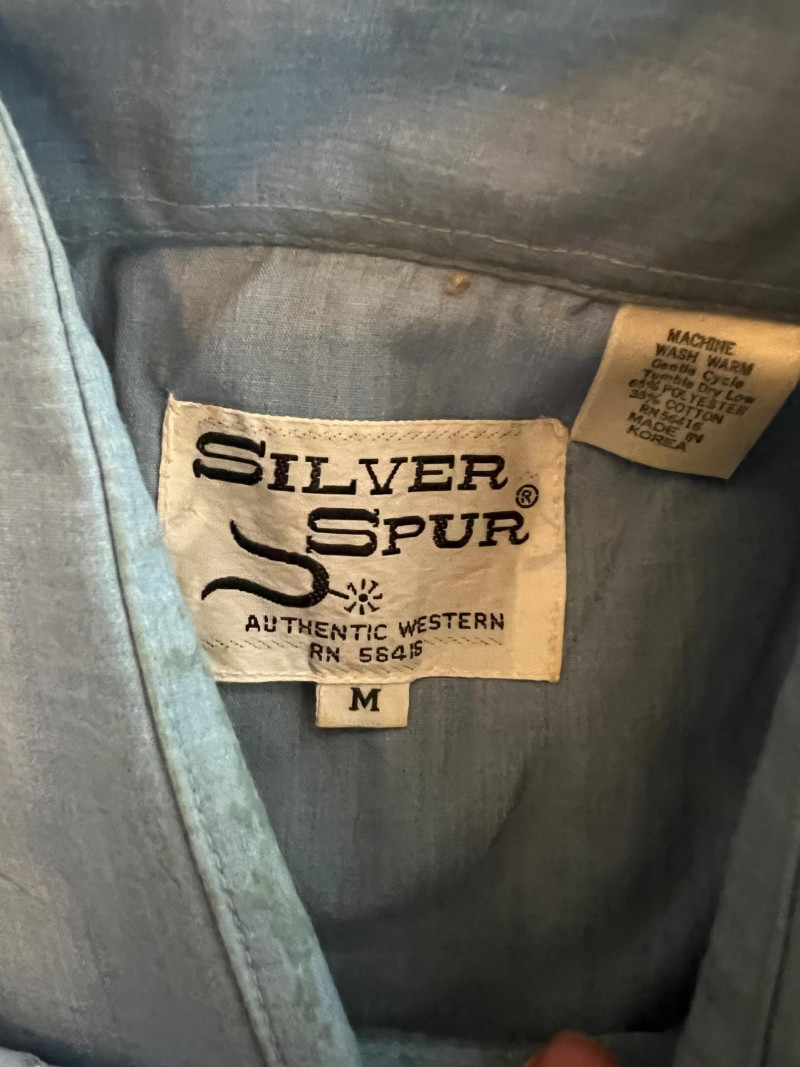 SILVER
SPUR®
AUTHENTIC WESTERN
RN 56416
M
MACHINE
WASH WARM
Gentle Cycle
Tumble Dry Low
65% POLYESTER
35% COTTON
RN 56416
MADE IN
KOREA